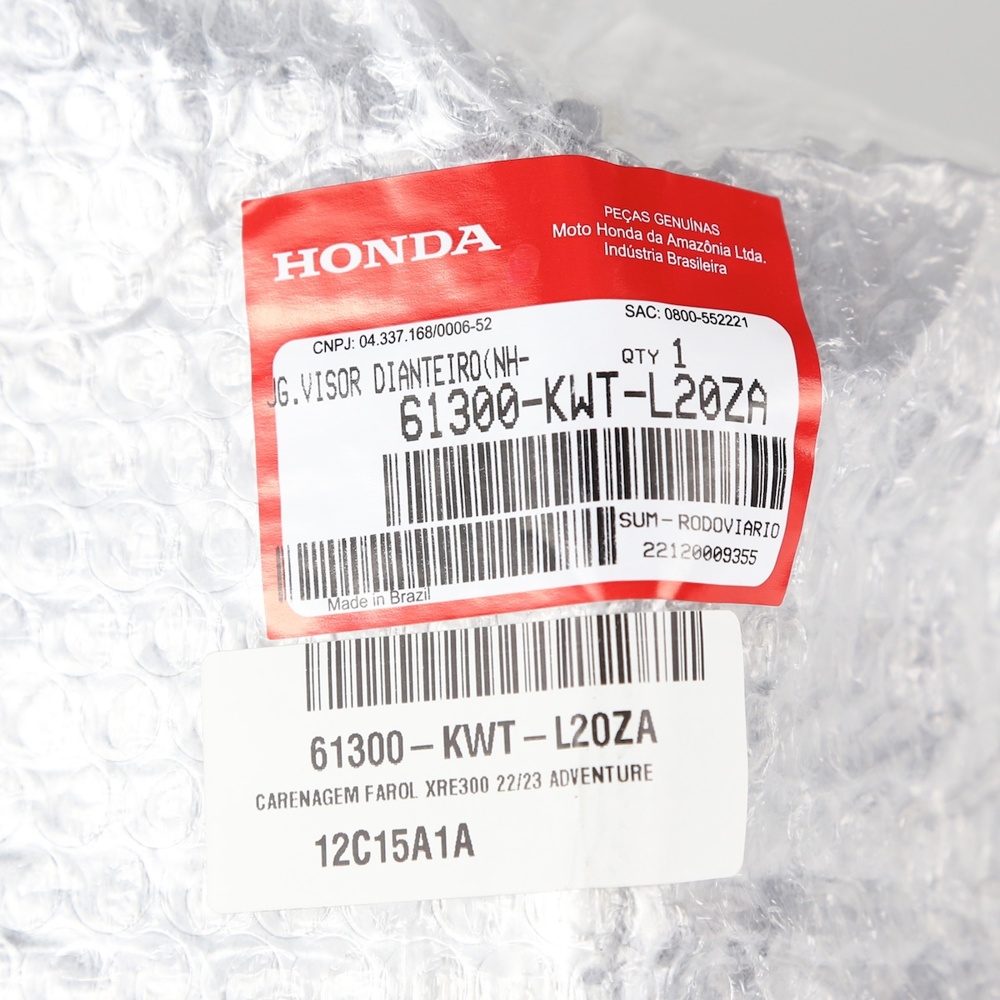 HONDA
PEÇAS GENUÍNAS
Moto Honda da Amazônia Ltda.
Indústria Brasileira
CNPJ: 04.337.168/0006-52
SAC: 0800-552221
JG.VISOR DIANTEIRO(NH-
QTY 1
61300-KWT-L20ZA
SUM-RODOVIARIO
22120009355
Made in Brazil
61300-KWT-L20ZA
CARENAGEM FAROL XRE300 22/23 ADVENTURE
12C15A1A